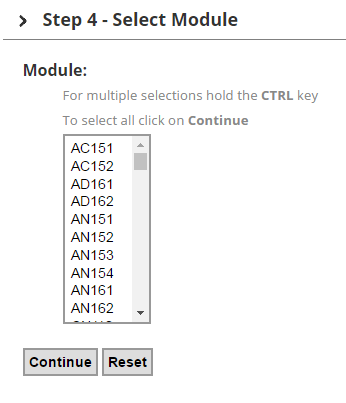 Step 4 - Select Module
Module:
For multiple selections hold the CTRL key
To select all click on Continue
AC151
AC152
AD161
AD162
AN151
AN152
AN153
AN154
AN161
AN162
Continue Reset